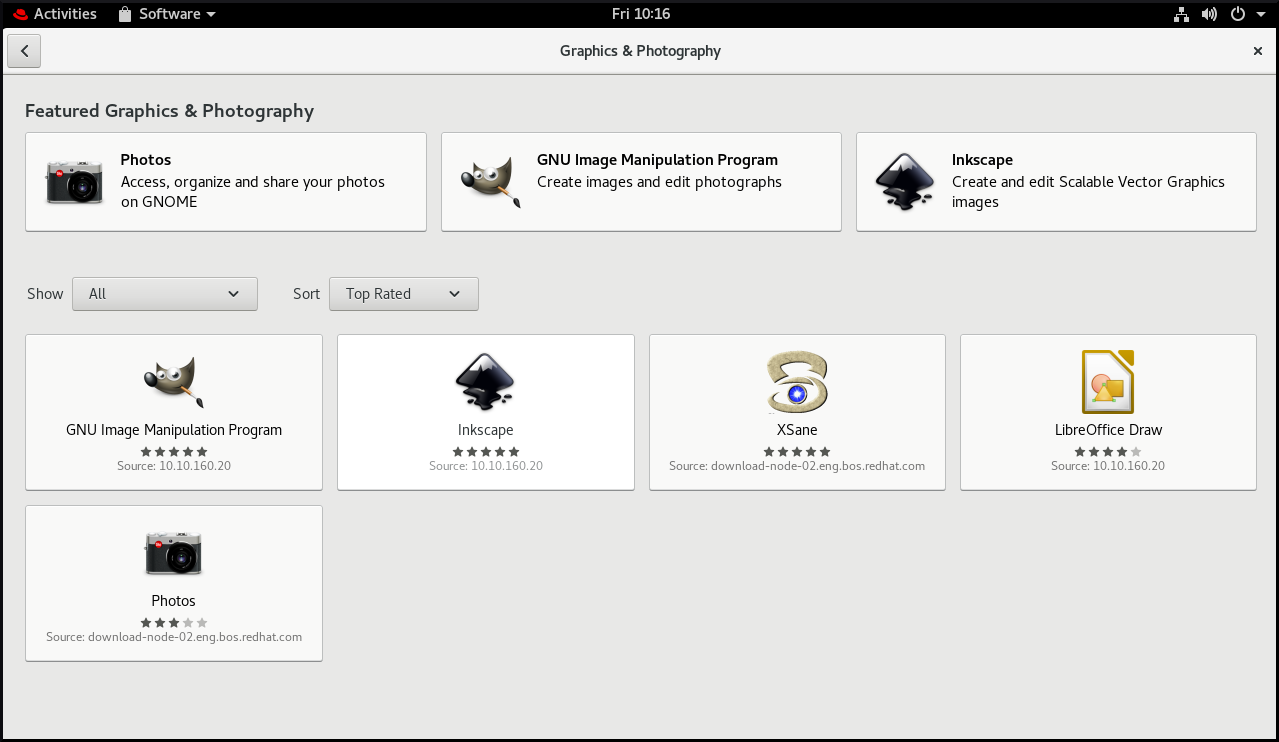 Activities Software Fri 10:16
Graphics & Photography
Featured Graphics & Photography
Photos
Access, organize and share your photos
on GNOME
GNU Image Manipulation Program
Create images and edit photographs
Inkscape
Create and edit Scalable Vector Graphics
images
Show All Sort Top Rated
GNU Image Manipulation Program
Source: 10.10.160.20
Inkscape
Source: 10.10.160.20
XSane
Source: download-node-02.eng.bos.redhat.com
LibreOffice Draw
Source: 10.10.160.20
Photos
Source: download-node-02.eng.bos.redhat.com